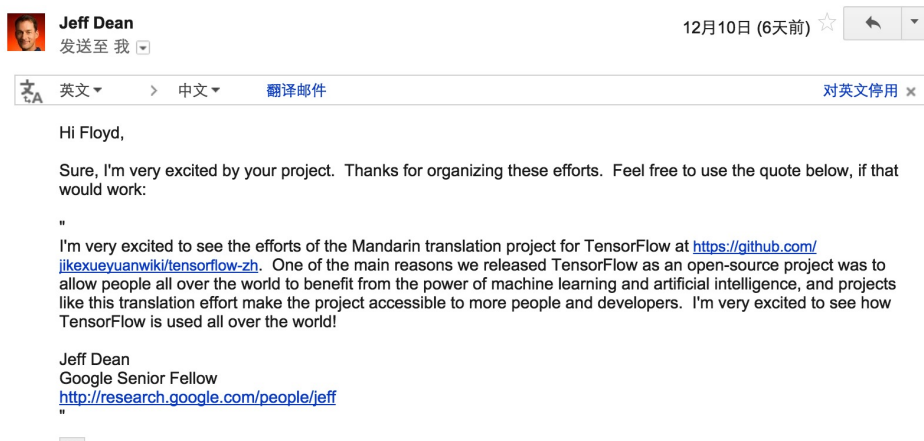 Jeff Dean
12月10日 (6天前)
发送至 我
英文 > 中文 翻译邮件 对英文停用 ×
Hi Floyd,
Sure, I'm very excited by your project.  Thanks for organizing these efforts.  Feel free to use the quote below, if that
would work:
"
I'm very excited to see the efforts of the Mandarin translation project for TensorFlow at https://github.com/
jikexueyuanwiki/tensorflow-zh.  One of the main reasons we released TensorFlow as an open-source project was to
allow people all over the world to benefit from the power of machine learning and artificial intelligence, and projects
like this translation effort make the project accessible to more people and developers.  I'm very excited to see how
TensorFlow is used all over the world!
Jeff Dean
Google Senior Fellow
http://research.google.com/people/jeff
"